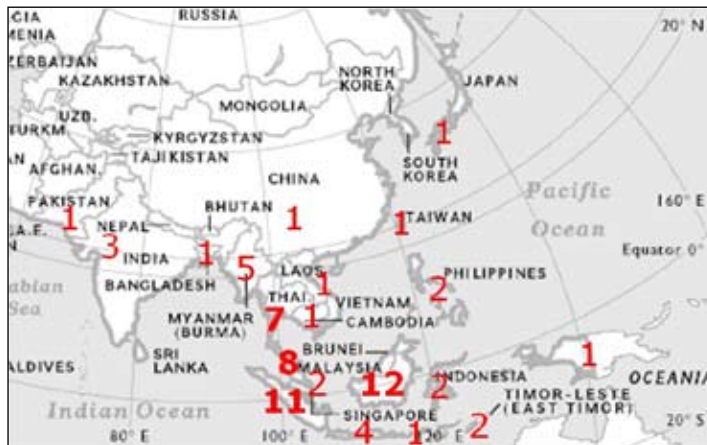 RUSSIA
CIA
MENIA
AZERBAIJAN
KAZAKHSTAN
UZB.
TURKM.
KYRGYZSTAN
TAJIKISTAN
AFGHAN.
MONGOLIA
NORTH
KOREA
JAPAN
1
SOUTH
KOREA
20° N
CHINA
1
Pacific
Ocean
160° E
Equator 0°
PAKISTAN
1
A.E.
NEPAL
BHUTAN
TAIWAN
1
3
INDIA
1
BANGLADESH
5
MYANMAR
(BURMA)
LAOS
1
THAI.
VIETNAM
7
1
CAMBODIA
PHILIPPINES
2
abian
Sea
SRI
LANKA
ALDIVES
BRUNEI
8
MALAYSIA
2
12
INDONESIA
2
1
OCEANIA
TIMOR-LESTE
(EAST TIMOR)
2
11
SINGAPORE
Indian Ocean
4
1
80° E
100° E
120° E
20° S